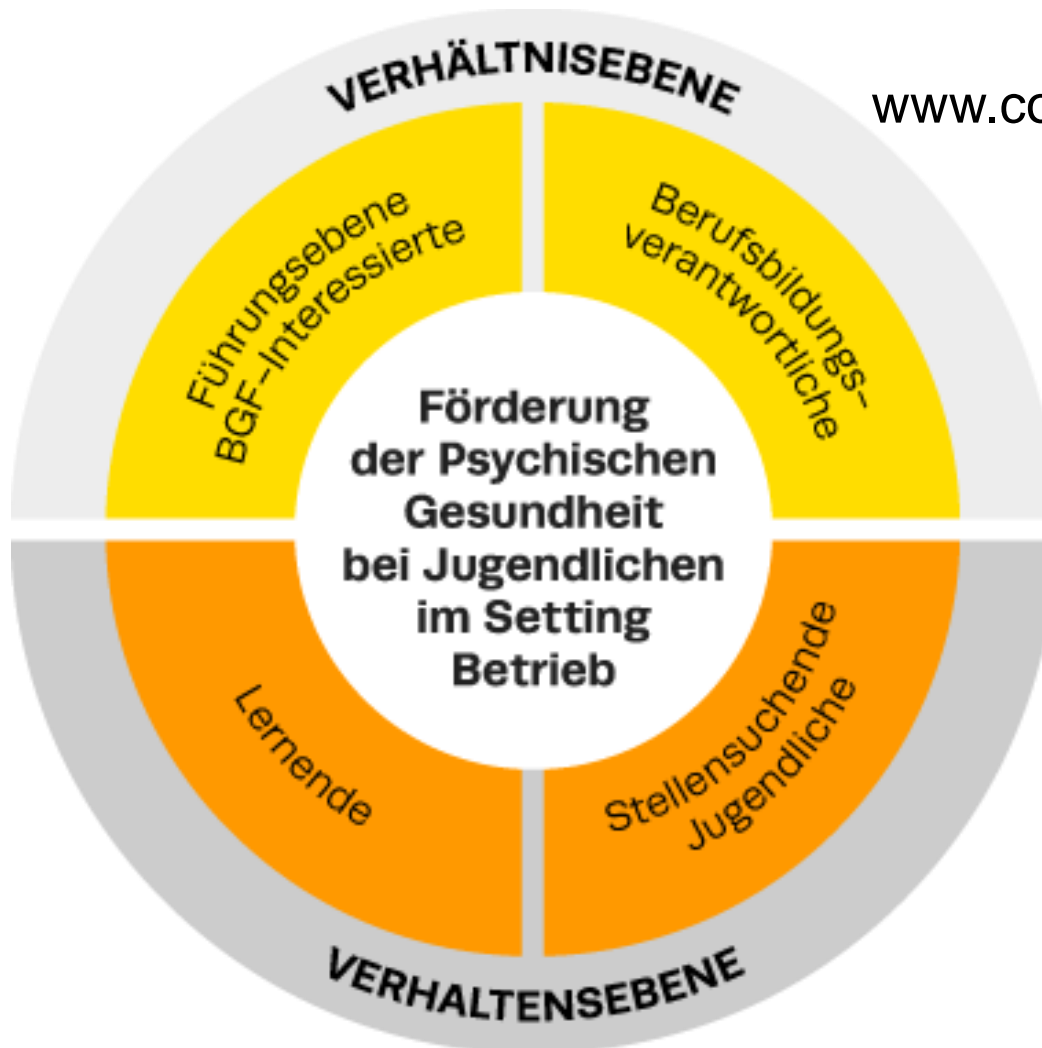 VERHÄLTNISEBENE
www.co
Führungsebene
BGF-Interessierte
Berufsbildungs-
verantwortliche
Förderung
der Psychischen
Gesundheit
bei Jugendlichen
im Setting
Betrieb
Lernende
Stellensuchende
Jugendliche
VERHALTENSEBENE